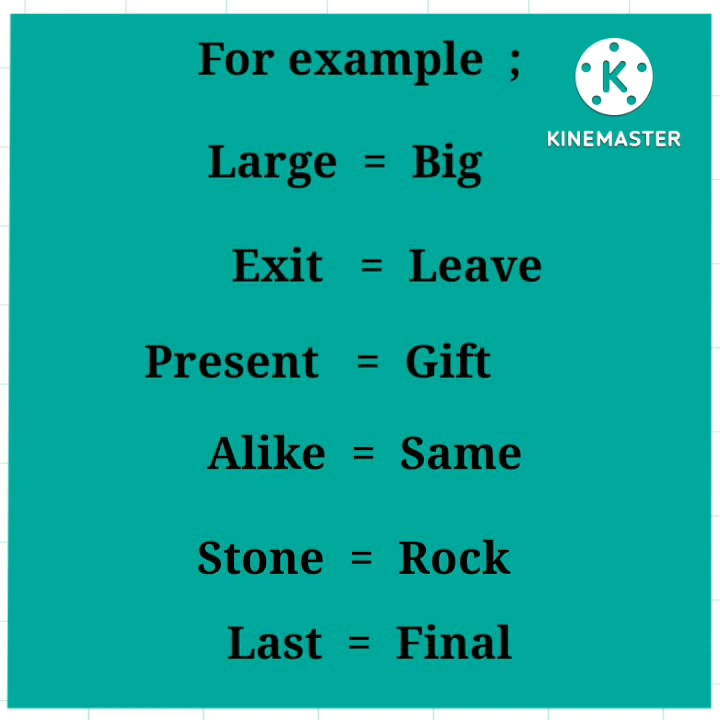 For example ;
KINEMASTER
Large = Big
Exit = Leave
Present = Gift
Alike = Same
Stone = Rock
Last = Final